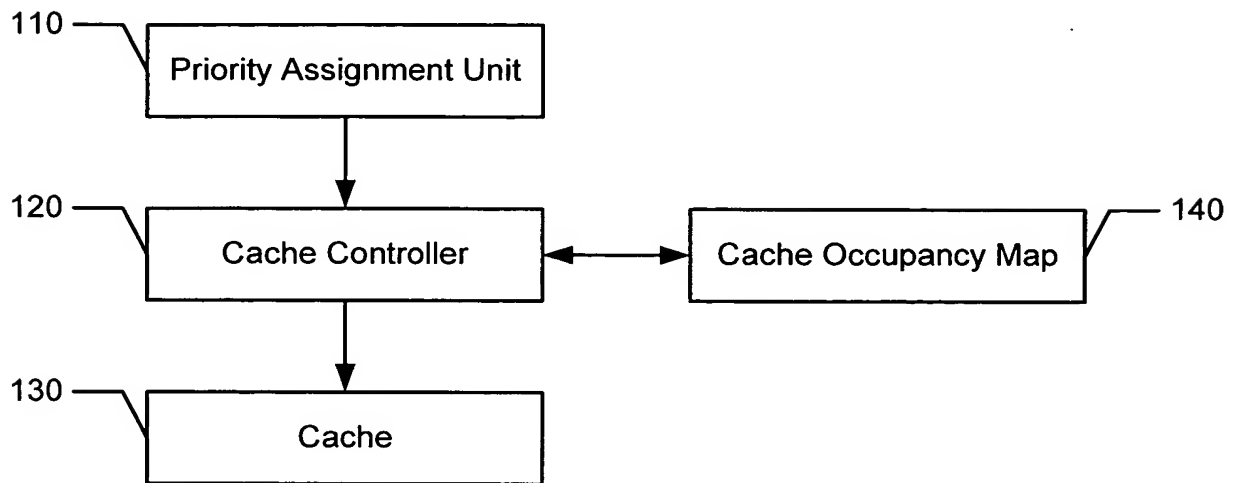 110
Priority Assignment Unit
120
Cache Controller
Cache Occupancy Map
140
130
Cache